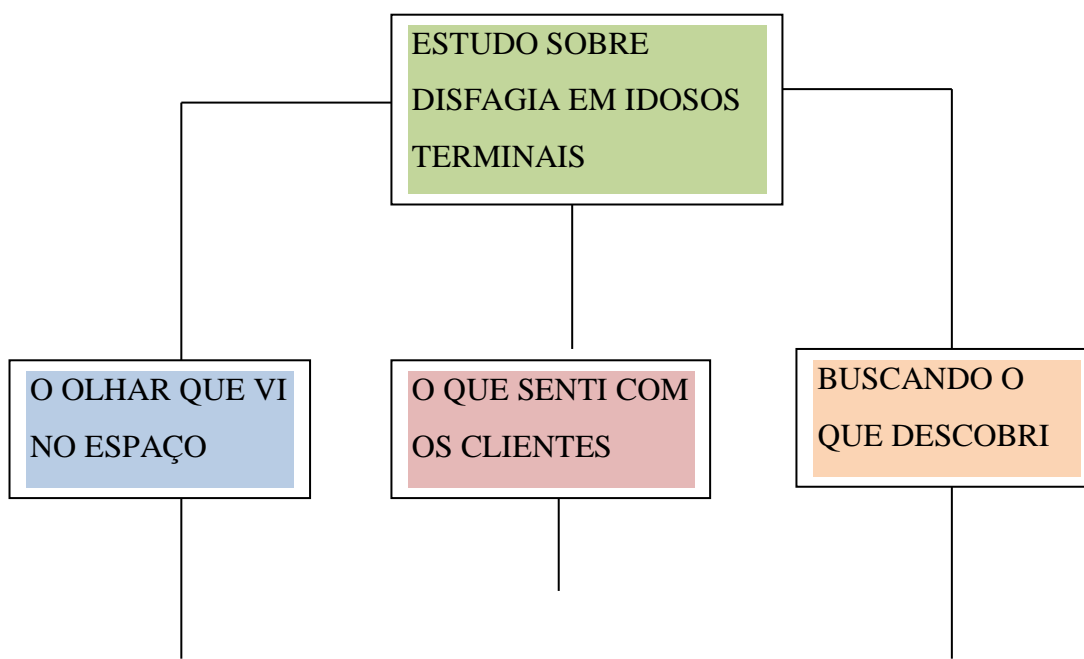 ESTUDO SOBRE
DISFAGIA EM IDOSOS
TERMINAIS
O OLHAR QUE VI
NO ESPAÇO
O QUE SENTI COM
OS CLIENTES
BUSCANDO O
QUE DESCOBRI